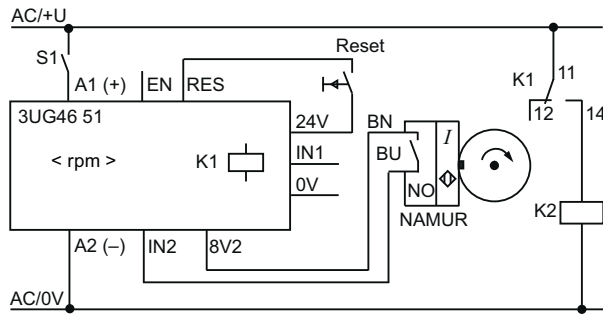 AC/+U
S1
Reset
A1 (+)
EN
RES
K1
11
12
14
3UG46 51
24V
BN
I
< rpm >
K1
IN1
BU
0V
NO
NAMUR
K2
A2 (–)
IN2
8V2
AC/0V